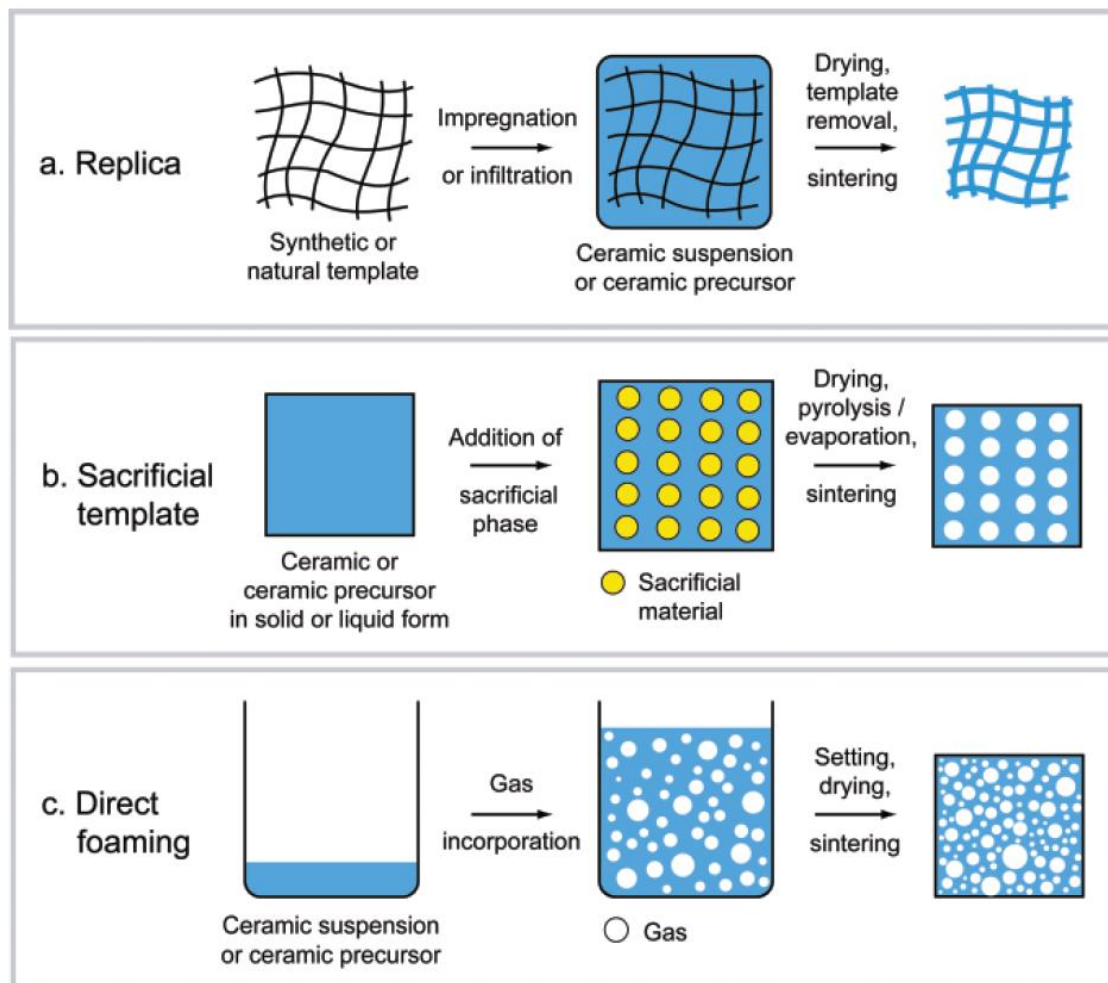 a. Replica
Synthetic or
natural template
Impregnation
or infiltration
Ceramic suspension
or ceramic precursor
Drying,
template
removal,
sintering
b. Sacrificial
template
Ceramic or
ceramic precursor
in solid or liquid form
Addition of
sacrificial
phase
Sacrificial
material
Drying,
pyrolysis /
evaporation,
sintering
c. Direct
foaming
Ceramic suspension
or ceramic precursor
Gas
incorporation
Gas
Setting,
drying,
sintering